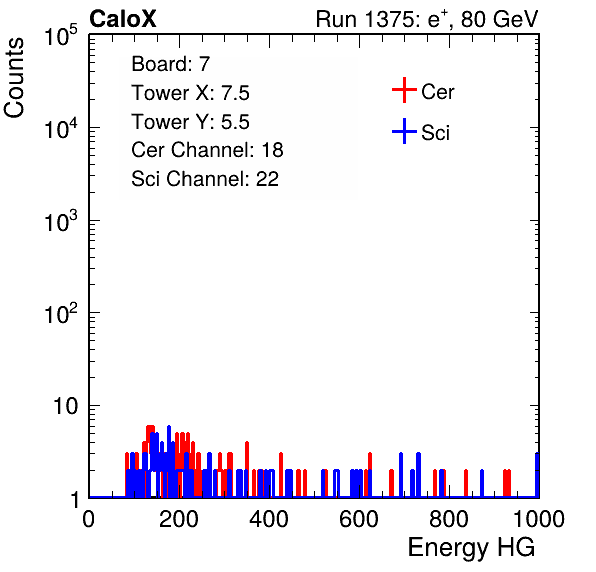 CaloX Run 1375: e⁺, 80 GeV
Counts
10⁵
10⁴
10³
10²
10
1
Board: 7
Tower X: 7.5
Tower Y: 5.5
Cer Channel: 18
Sci Channel: 22
Cer
Sci
0 200 400 600 800 1000
Energy HG